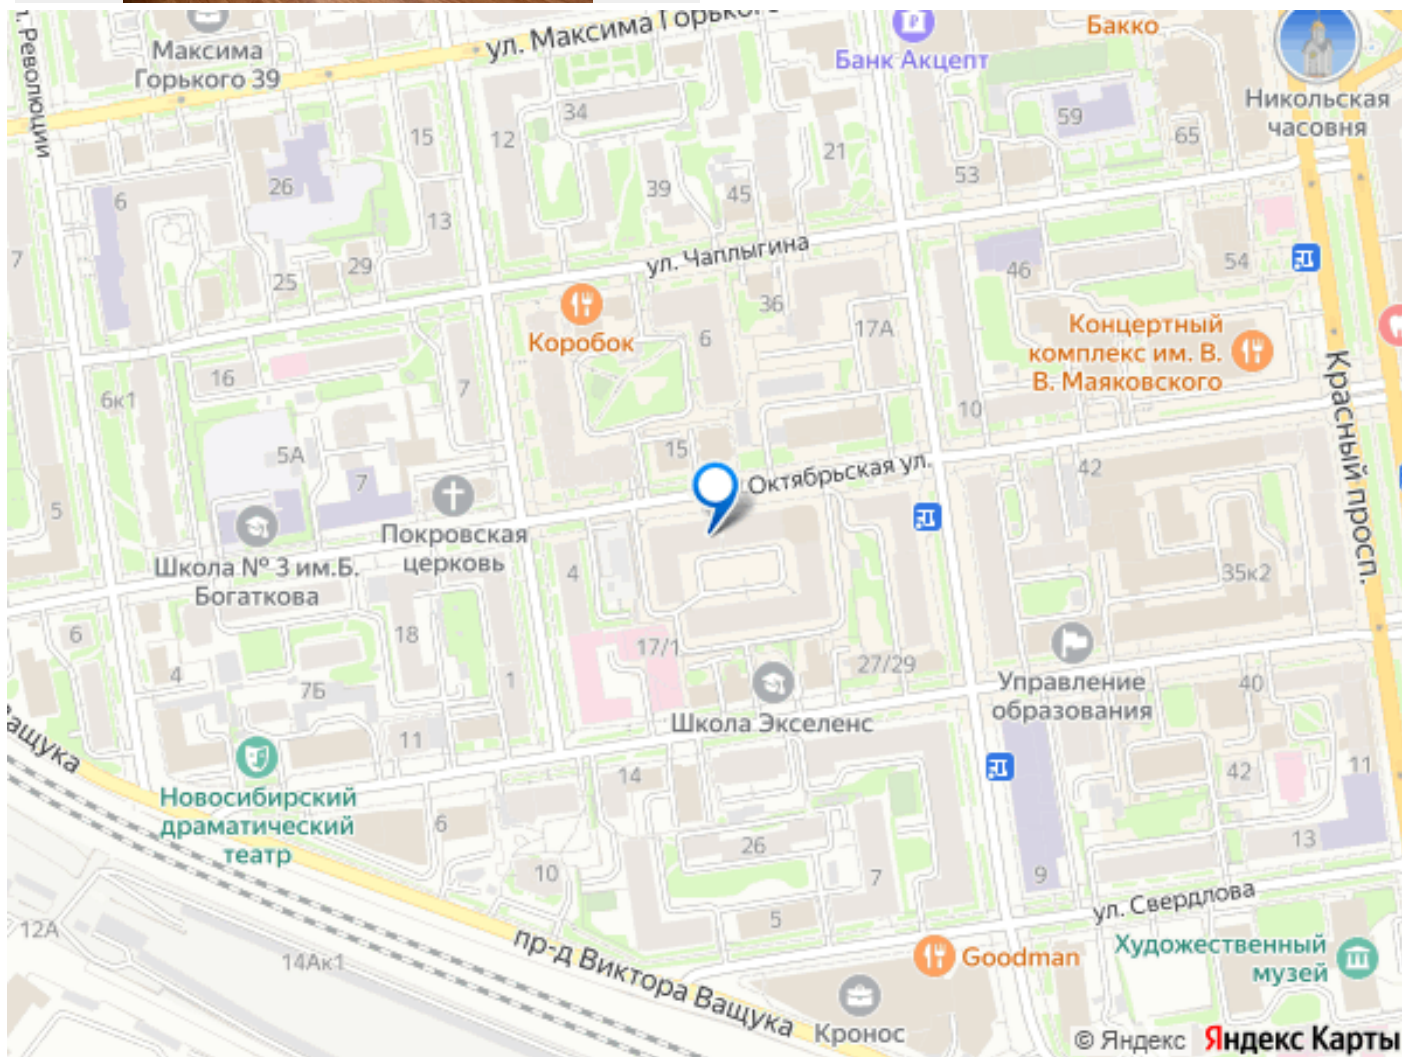 ул. Максима Горького
Максима
Горького 39
Банк Акцепт
Бакко
Никольская
часовня
Революции
34
15
12
59
65
21
6
26
39
45
53
13
ул. Чаплыгина
7
25
29
46
54
36
Коробок
6
17А
Концертный
комплекс им. В.
В. Маяковского
Красный просп.
16
7
6к1
10
15
5А
Октябрьская ул.
42
7
5
Покровская
церковь
Школа № 3 им.Б.
Богаткова
4
35к2
6
18
17/1
27/29
4
7Б
1
Управление
образования
40
Школа Экселенс
11
14
42
11
Новосибирский
драматический
театр
6
26
13
10
7
9
5
ул. Свердлова
12А
14Ак1
пр-д Виктора Ващука
Goodman
Художественный
музей
Кронос
© Яндекс Яндекс Карты